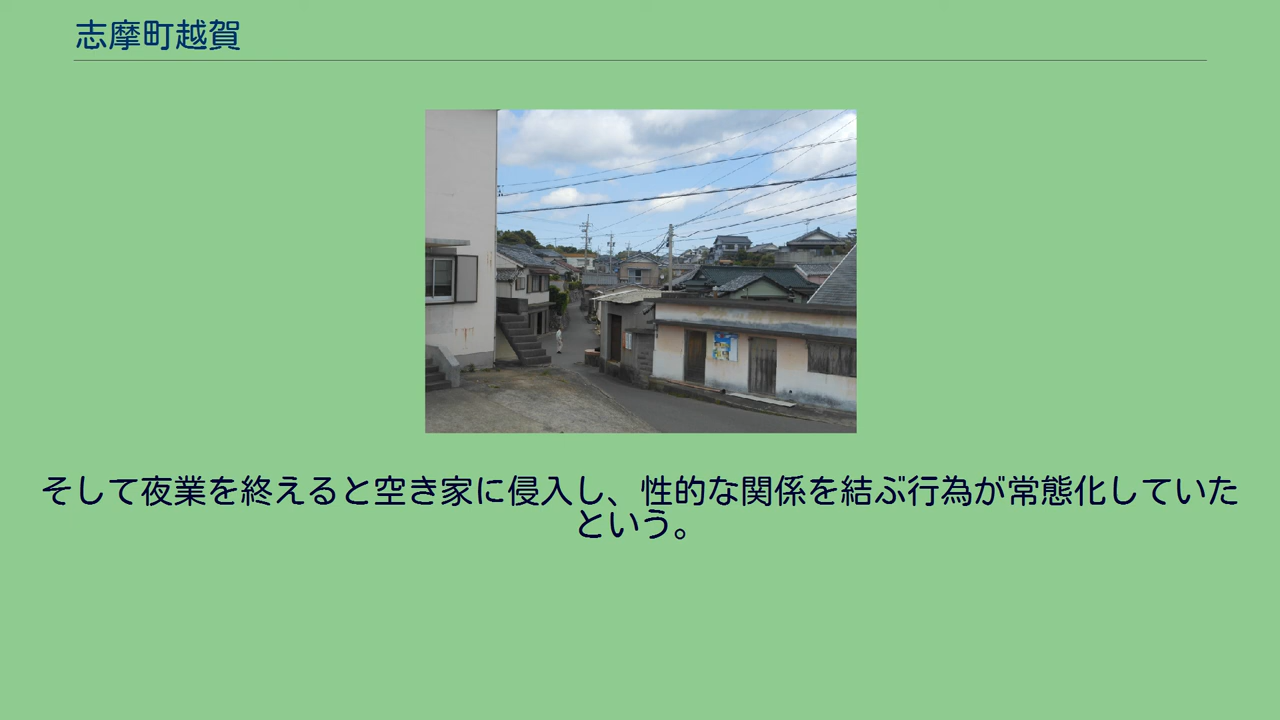 志摩町越賀
そして夜業を終えると空き家に侵入し、性的な関係を結ぶ行為が常態化していた
という。